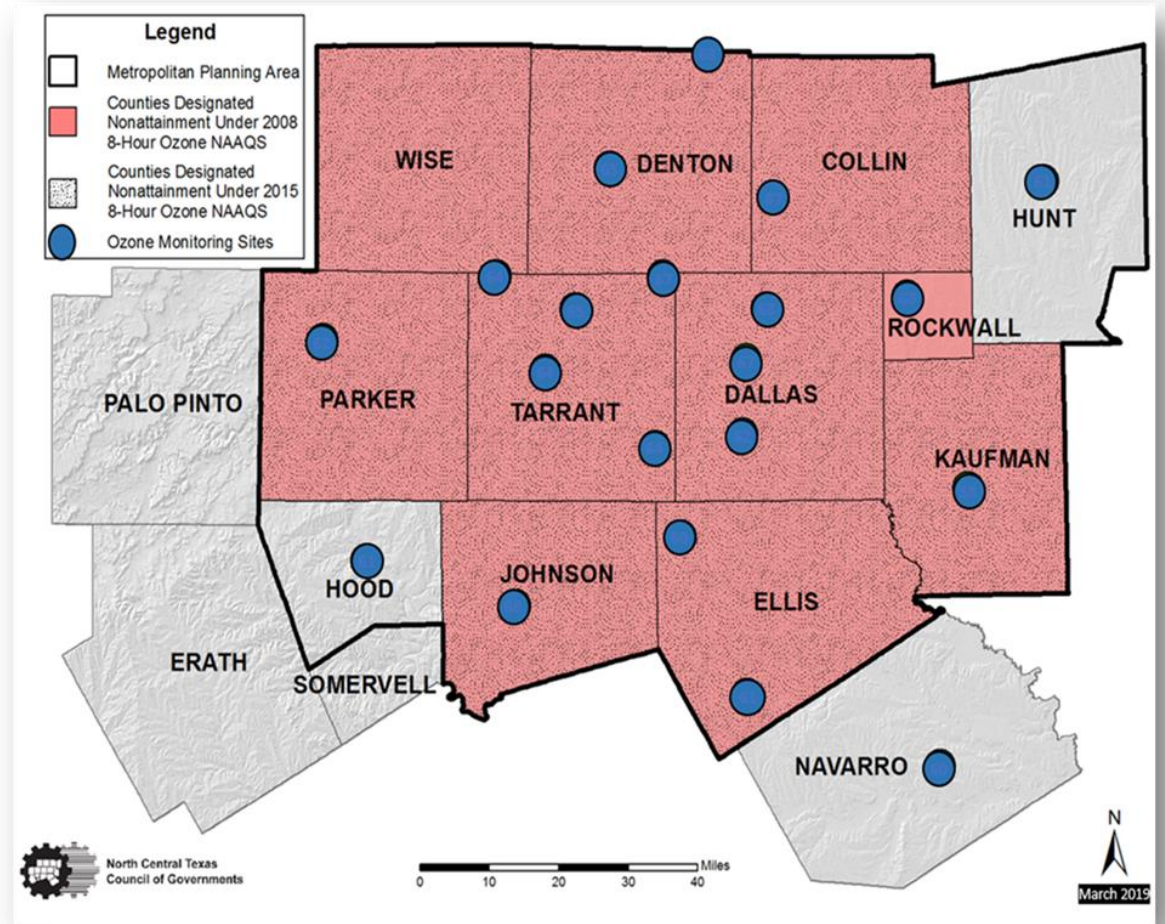 Legend
Metropolitan Planning Area
Counties Designated
Nonattainment Under 2008
8-Hour Ozone NAAQS
Counties Designated
Nonattainment Under 2015
8-Hour Ozone NAAQS
Ozone Monitoring Sites
WISE
DENTON
COLLIN
HUNT
ROCKWALL
PALO PINTO
PARKER
TARRANT
DALLAS
KAUFMAN
HOOD
JOHNSON
ELLIS
ERATH
SOMERVELL
NAVARRO
North Central Texas
Council of Governments
Miles
0 10 20 30 40
N
March 2019